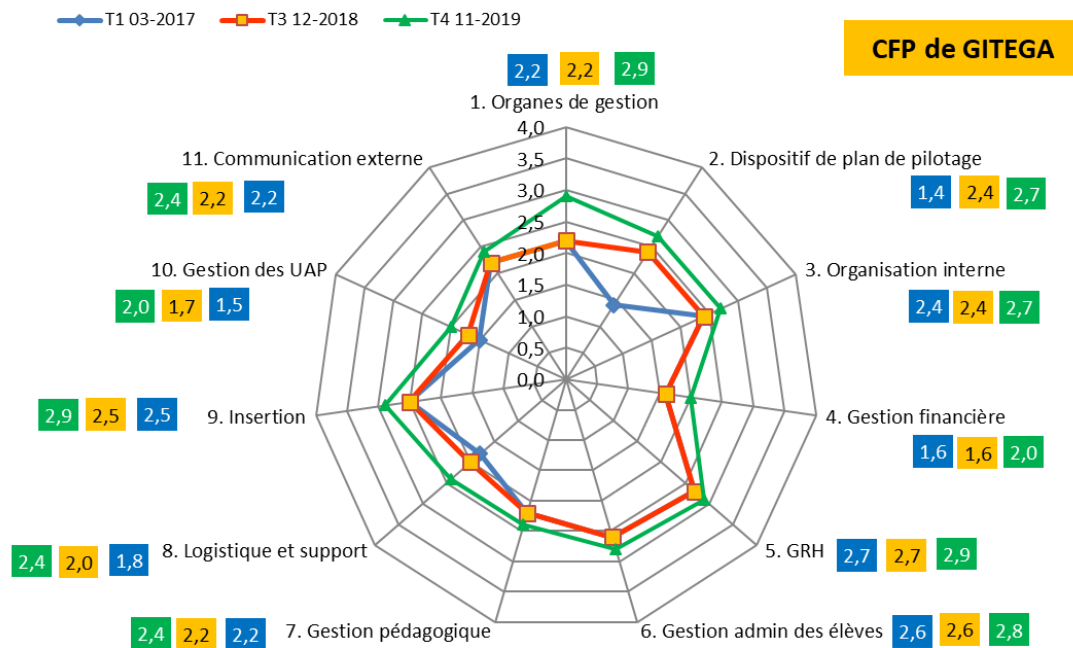 T1 03-2017 T3 12-2018 T4 11-2019
CFP de GITEGA
2,2 2,2 2,9
1. Organes de gestion
2. Dispositif de plan de pilotage
1,4 2,4 2,7
3. Organisation interne
2,4 2,4 2,7
4. Gestion financière
1,6 1,6 2,0
5. GRH
2,7 2,7 2,9
6. Gestion admin des élèves
2,6 2,6 2,8
7. Gestion pédagogique
2,4 2,2 2,2
8. Logistique et support
2,4 2,0 1,8
9. Insertion
2,9 2,5 2,5
10. Gestion des UAP
2,0 1,7 1,5
11. Communication externe
2,4 2,2 2,2
4,0
3,5
3,0
2,5
2,0
1,5
1,0
0,5
0,0